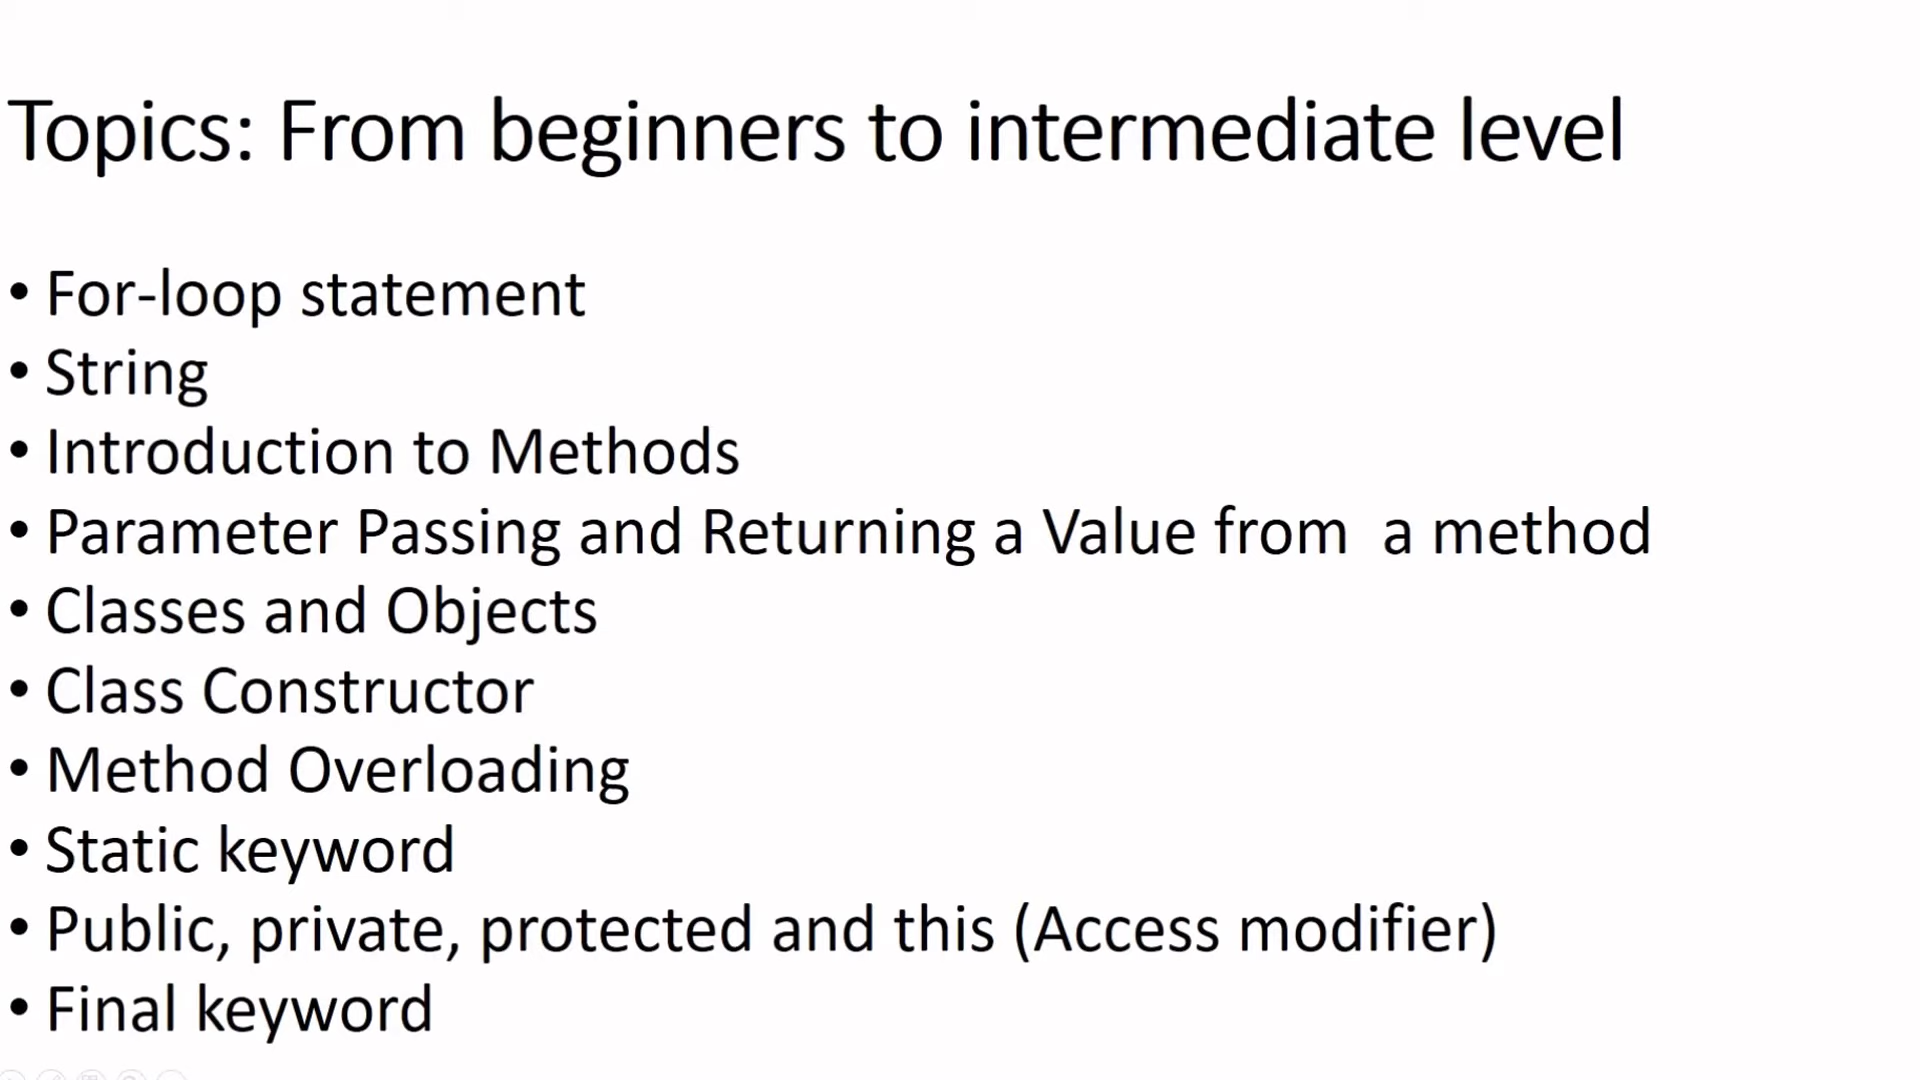 Topics: From beginners to intermediate level
• For-loop statement
• String
• Introduction to Methods
• Parameter Passing and Returning a Value from  a method
• Classes and Objects
• Class Constructor
• Method Overloading
• Static keyword
• Public, private, protected and this (Access modifier)
• Final keyword